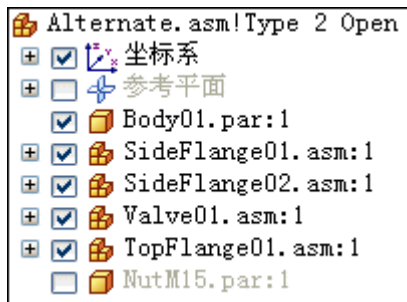 Alternate.asm!Type 2 Open
坐标系
参考平面
Body01.par:1
SideFlange01.asm:1
SideFlange02.asm:1
Valve01.asm:1
TopFlange01.asm:1
NutM15.par:1